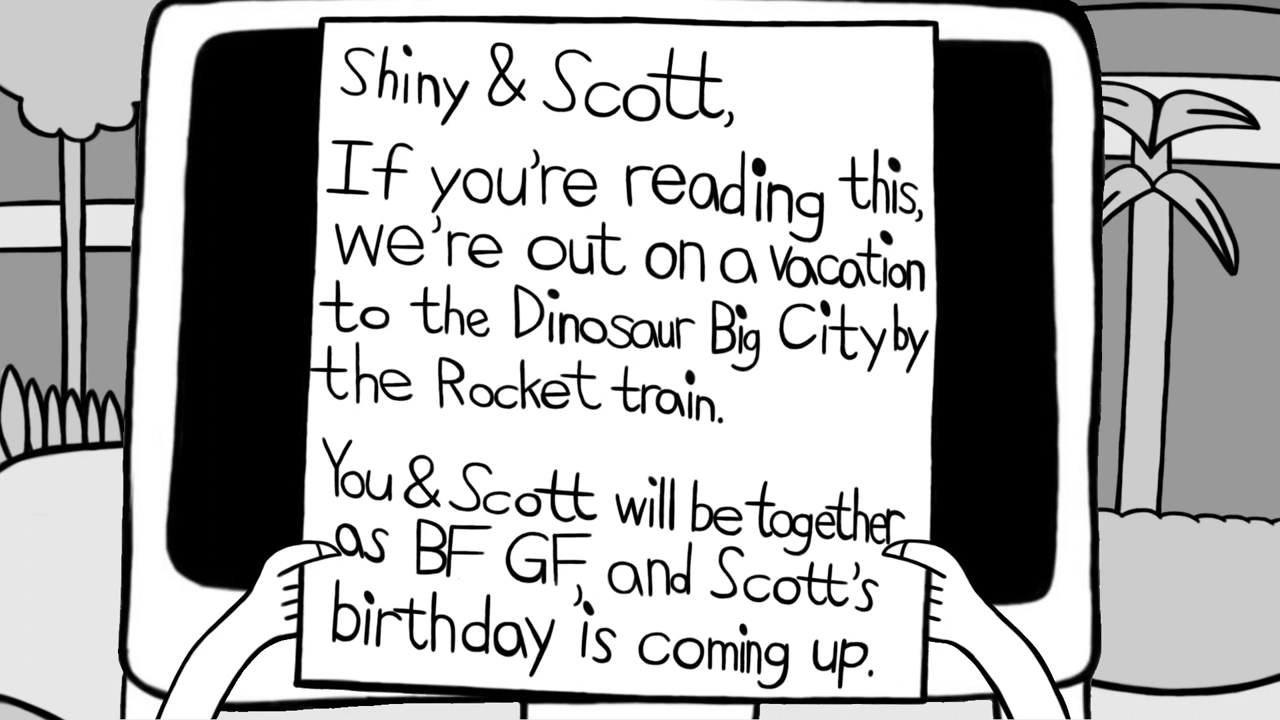 Shiny & Scott,
If you're reading this,
we're out on a vacation
to the Dinosaur Big City by
the Rocket train.
You & Scott will be together
as BF GF, and Scott's
birthday is coming up.